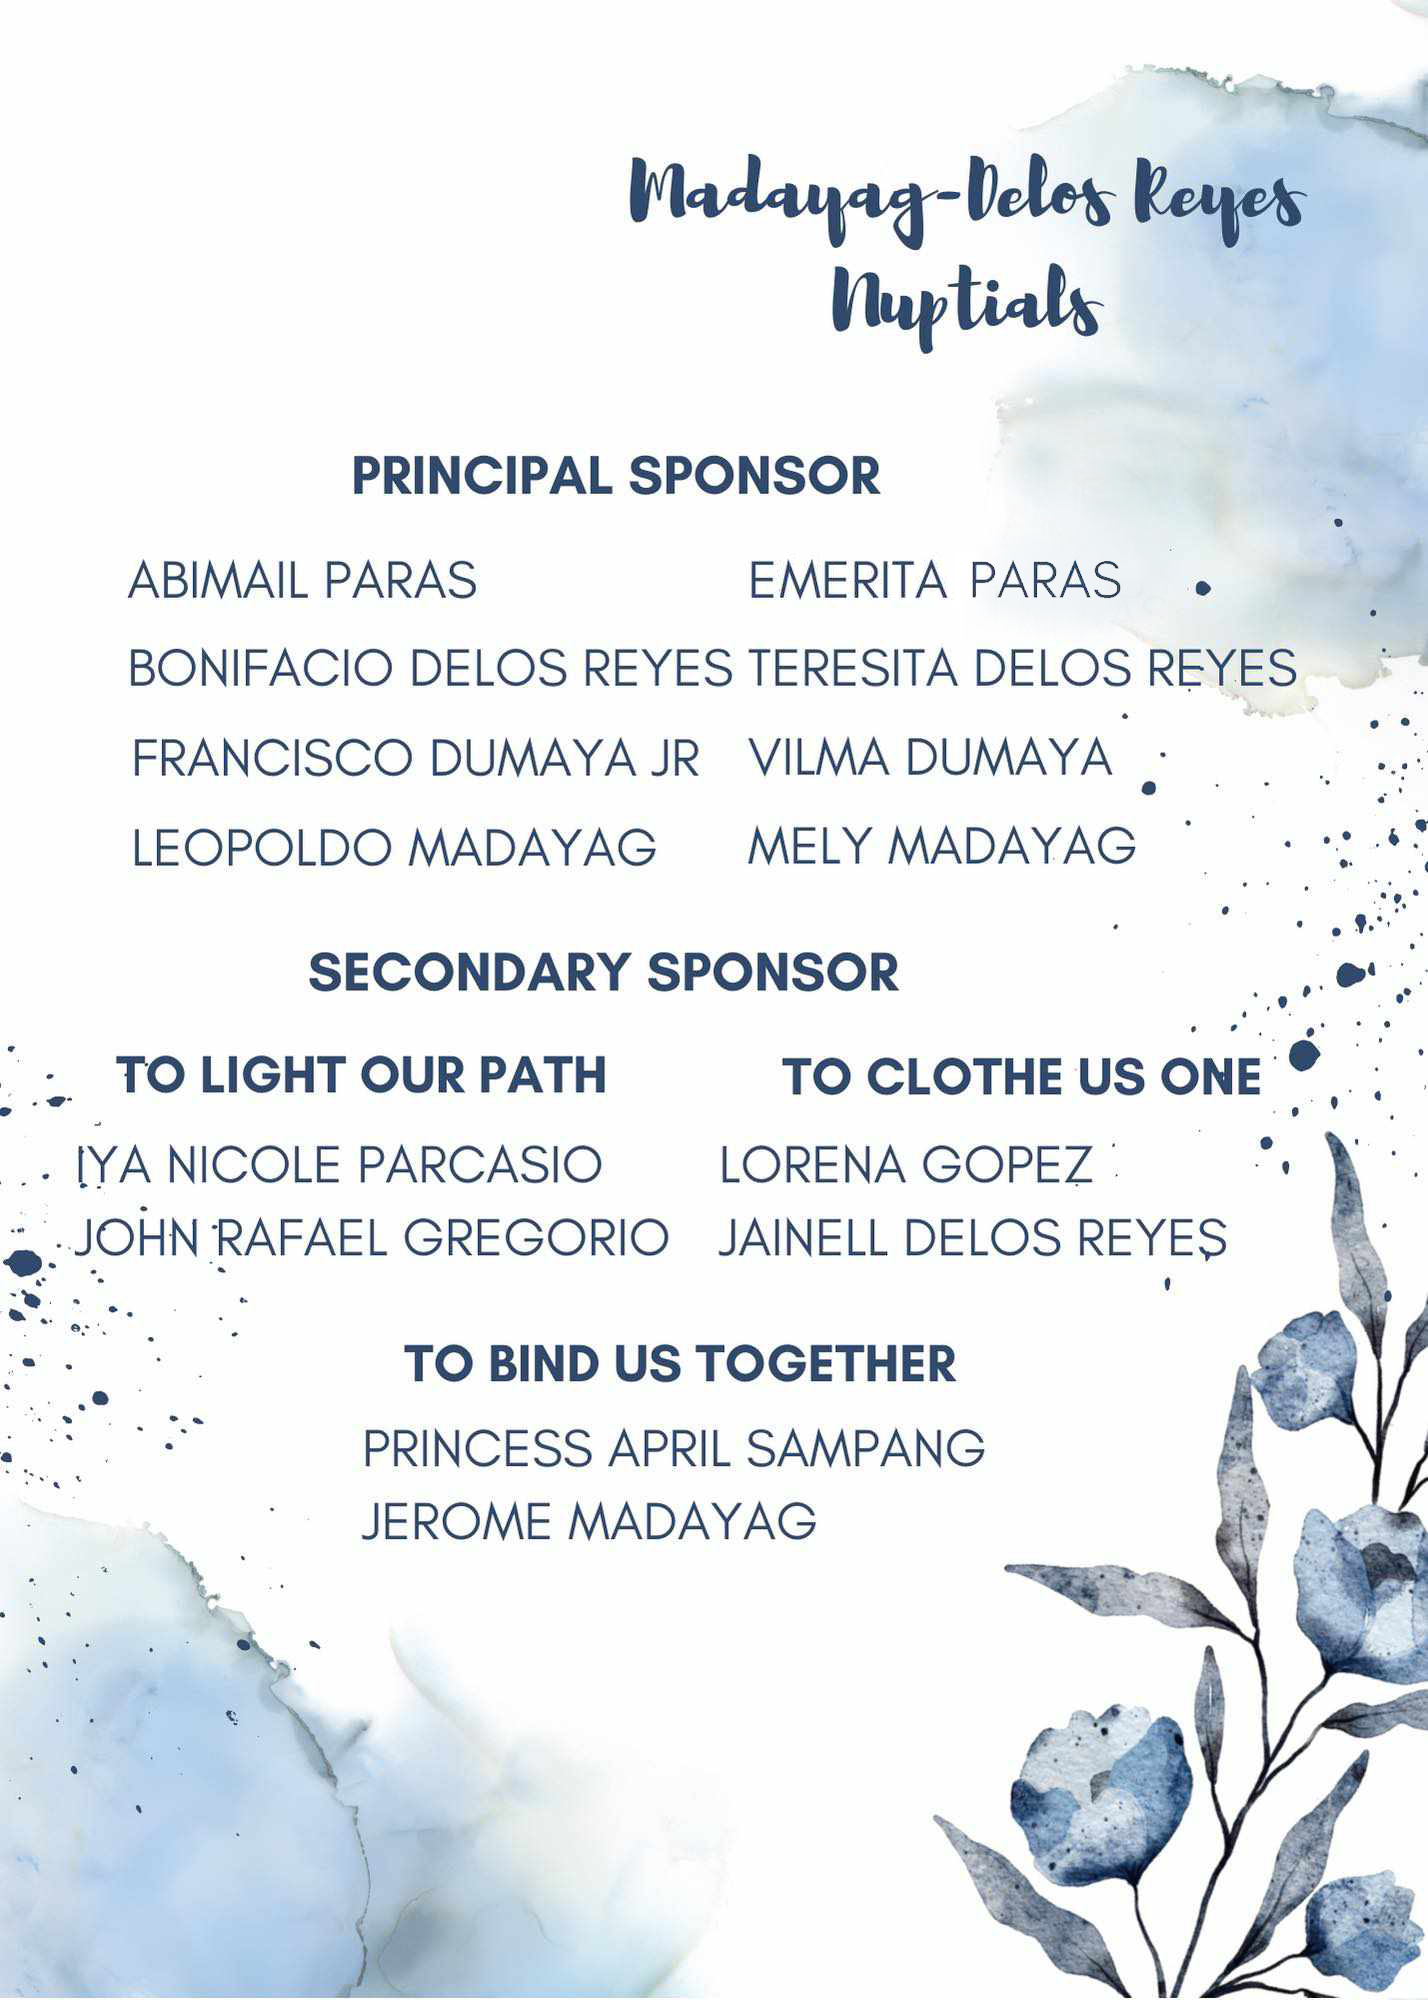 Madayag-Delos Reyes
Nuptials
PRINCIPAL SPONSOR
ABIMAIL PARAS EMERITA PARAS
BONIFACIO DELOS REYES TERESITA DELOS REYES
FRANCISCO DUMAYA JR VILMA DUMAYA
LEOPOLDO MADAYAG MELY MADAYAG
SECONDARY SPONSOR
TO LIGHT OUR PATH
IYA NICOLE PARCASIO
JOHN RAFAEL GREGORIO
TO CLOTHE US ONE
LORENA GOPEZ
JAINELL DELOS REYES
TO BIND US TOGETHER
PRINCESS APRIL SAMPANG
JEROME MADAYAG